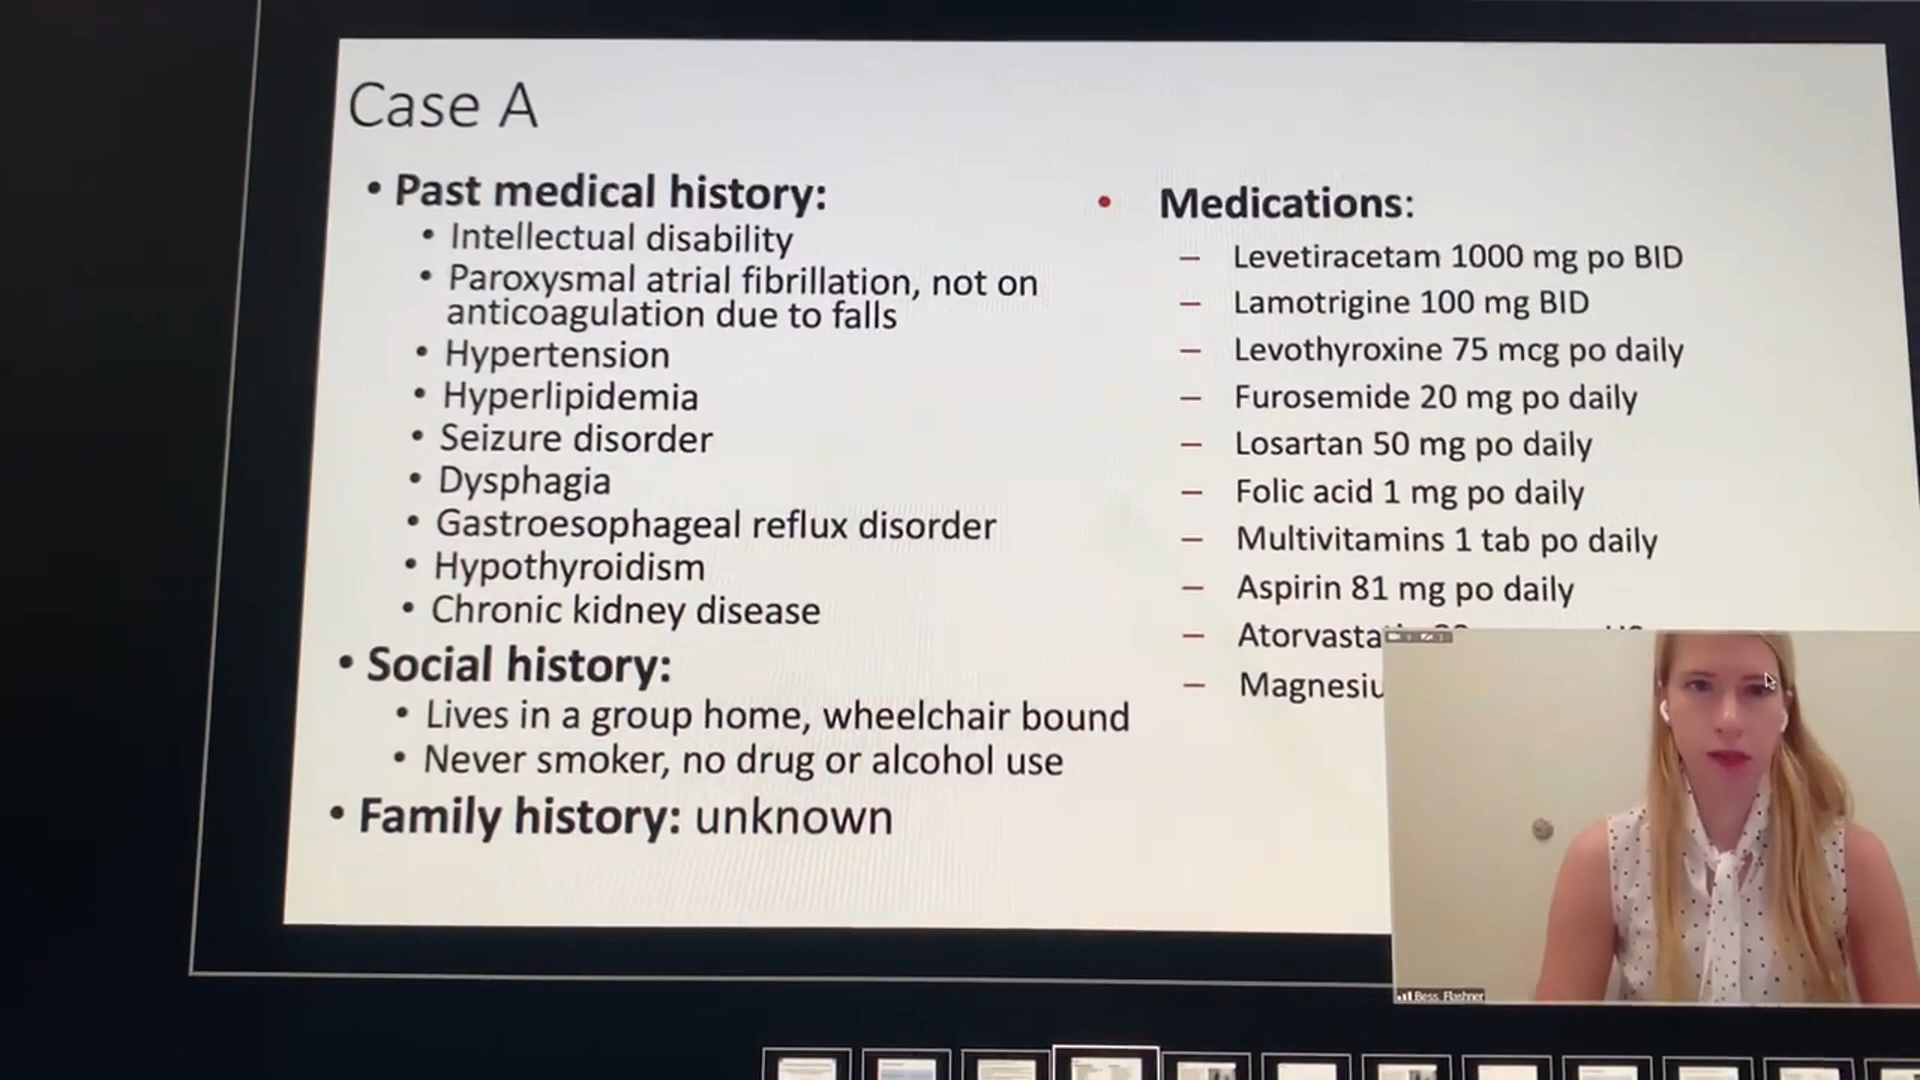 Case A
• Past medical history:
• Intellectual disability
• Paroxysmal atrial fibrillation, not on
anticoagulation due to falls
• Hypertension
• Hyperlipidemia
• Seizure disorder
• Dysphagia
• Gastroesophageal reflux disorder
• Hypothyroidism
• Chronic kidney disease
• Social history:
• Lives in a group home, wheelchair bound
• Never smoker, no drug or alcohol use
• Family history: unknown
• Medications:
– Levetiracetam 1000 mg po BID
– Lamotrigine 100 mg BID
– Levothyroxine 75 mcg po daily
– Furosemide 20 mg po daily
– Losartan 50 mg po daily
– Folic acid 1 mg po daily
– Multivitamins 1 tab po daily
– Aspirin 81 mg po daily
– Atorvasta
– Magnesiu
Bess Flashner